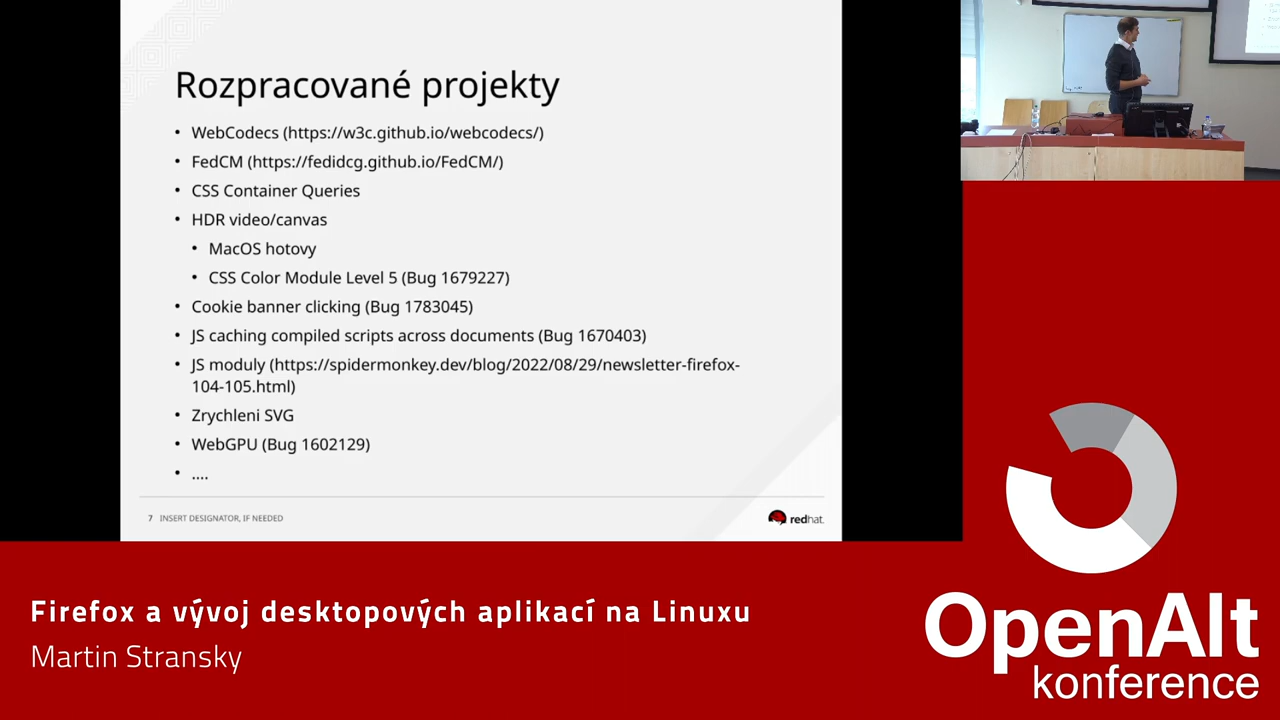 Rozpracované projekty
• WebCodecs (https://w3c.github.io/webcodecs/)
• FedCM (https://fedidcg.github.io/FedCM/)
• CSS Container Queries
• HDR video/canvas
• MacOS hotovy
• CSS Color Module Level 5 (Bug 1679227)
• Cookie banner clicking (Bug 1783045)
• JS caching compiled scripts across documents (Bug 1670403)
• JS moduly (https://spidermonkey.dev/blog/2022/08/29/newsletter-firefox-
104-105.html)
• Zrychleni SVG
• WebGPU (Bug 1602129)
• ....
7 INSERT DESIGNATOR, IF NEEDED
redhat.
Firefox a vývoj desktopových aplikací na Linuxu
Martin Stransky
OpenAlt
konference